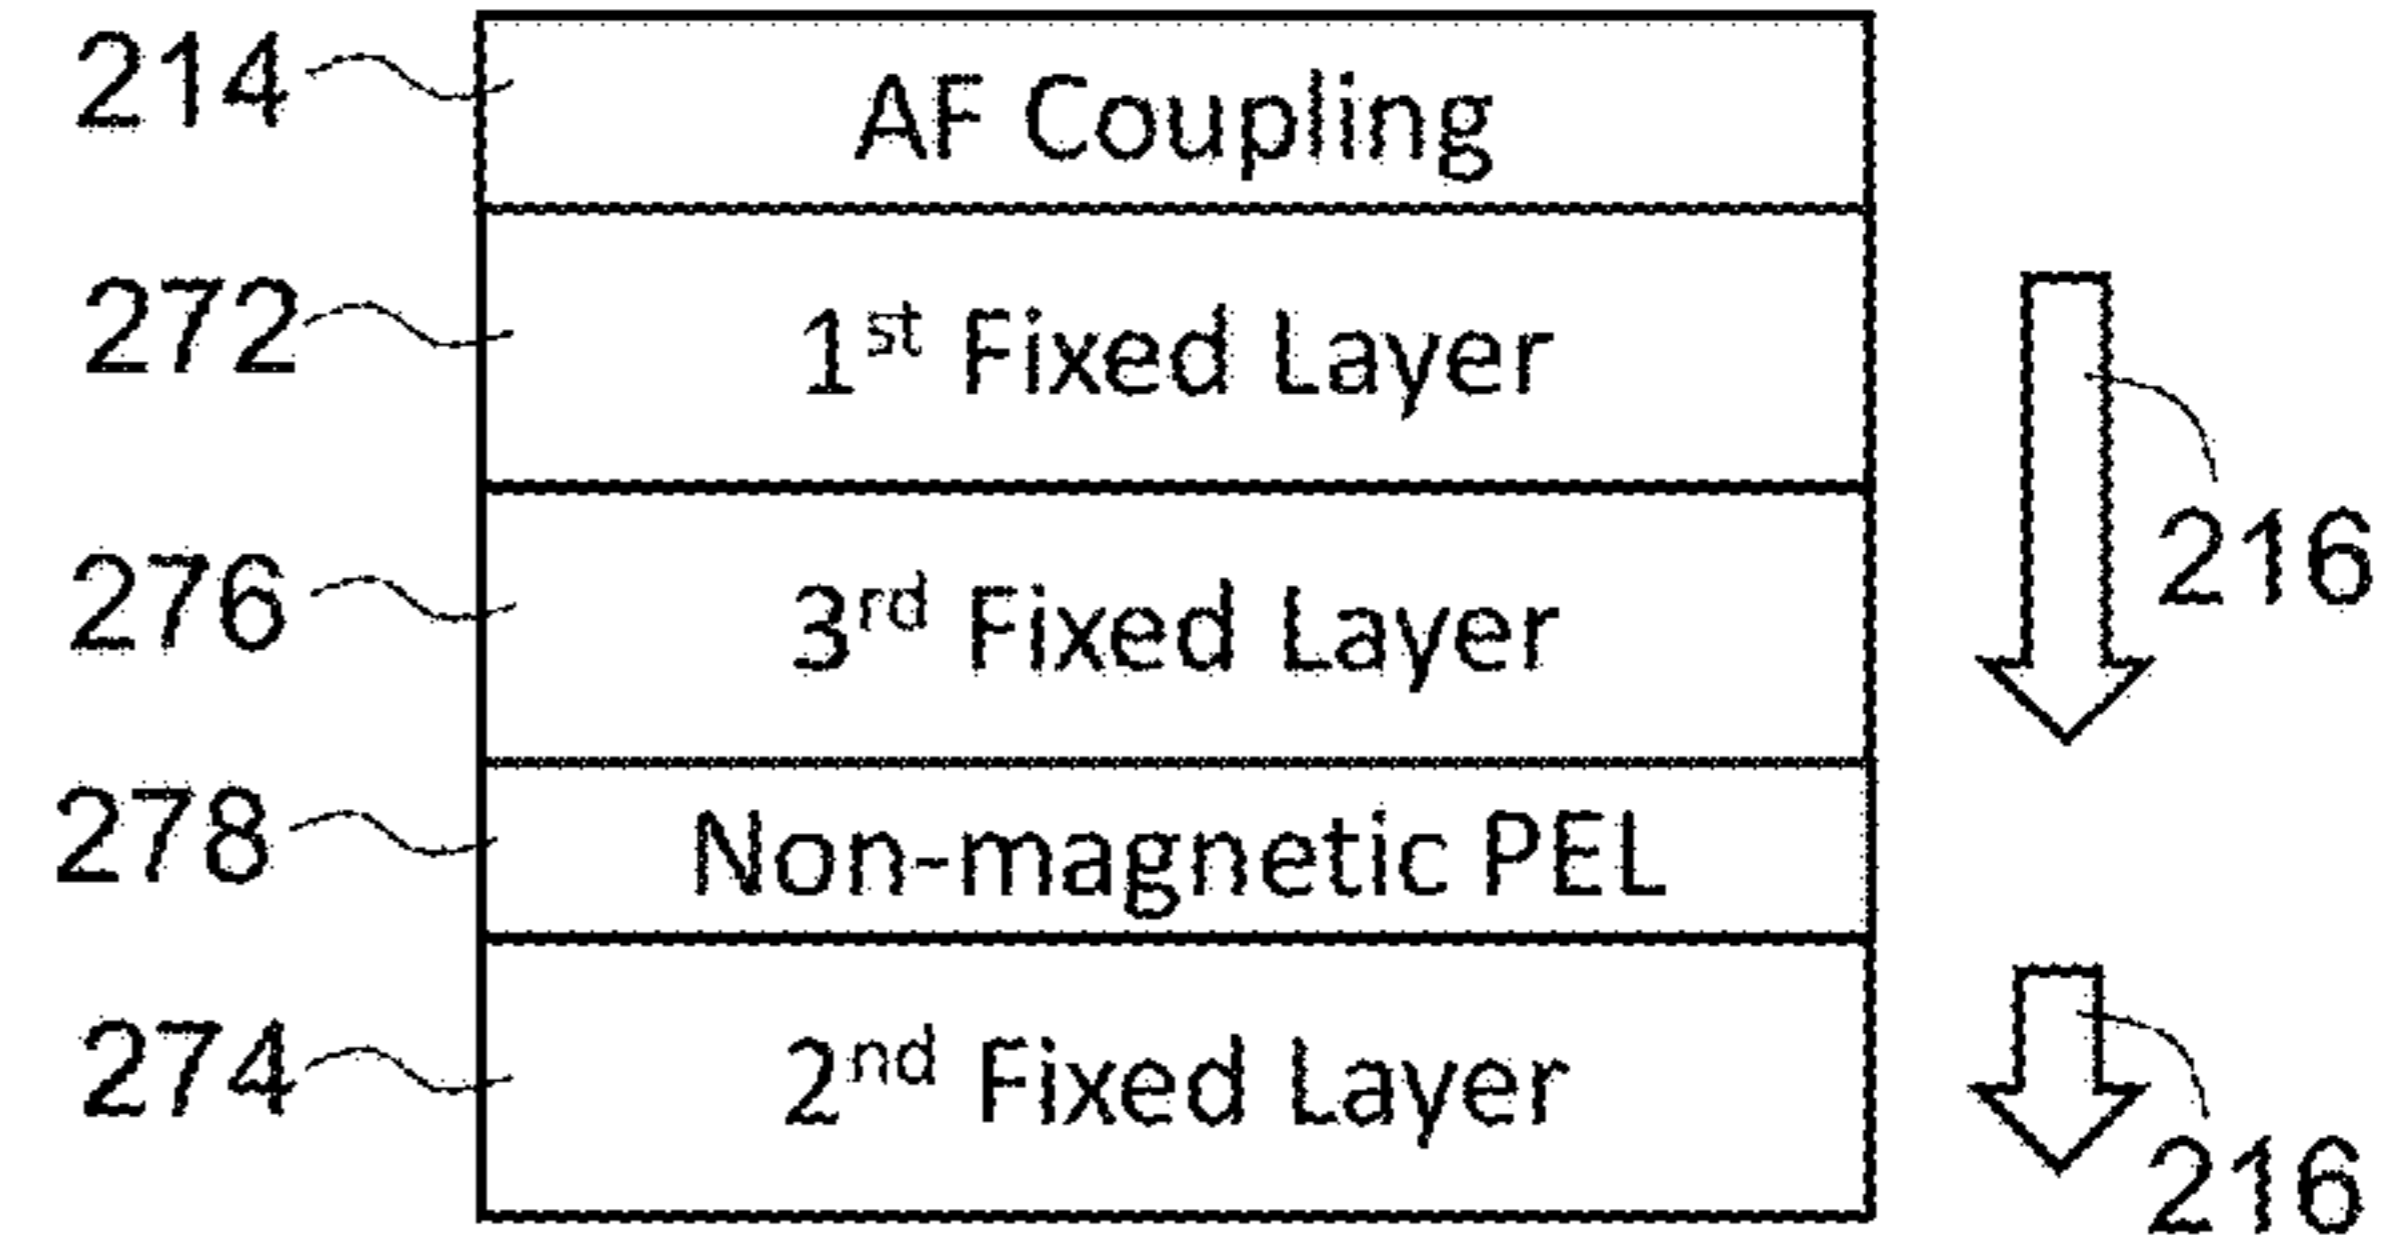 214 AF Coupling
272 1st Fixed Layer
216
276 3rd Fixed Layer
278 Non-magnetic PEL
274 2nd Fixed Layer
216